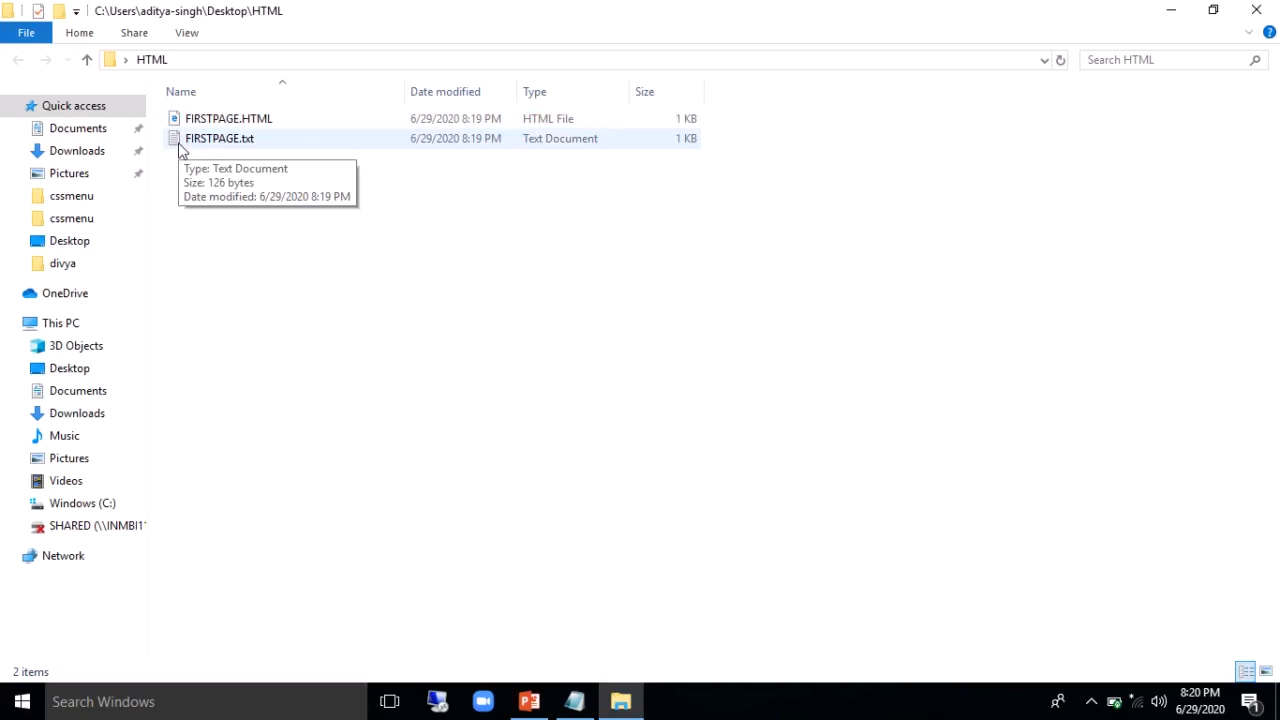 C:\Users\aditya-singh\Desktop\HTML
File Home Share View
HTML
Search HTML
Name Date modified Type Size
Quick access
FIRSTPAGE.HTML 6/29/2020 8:19 PM HTML File 1 KB
Documents
FIRSTPAGE.txt 6/29/2020 8:19 PM Text Document 1 KB
Downloads
Type: Text Document
Pictures
Size: 126 bytes
Date modified: 6/29/2020 8:19 PM
cssmenu
cssmenu
Desktop
divya
OneDrive
This PC
3D Objects
Desktop
Documents
Downloads
Music
Pictures
Videos
Windows (C:)
SHARED (\\INMBI1
Network
2 items
Search Windows
8:20 PM
6/29/2020
1